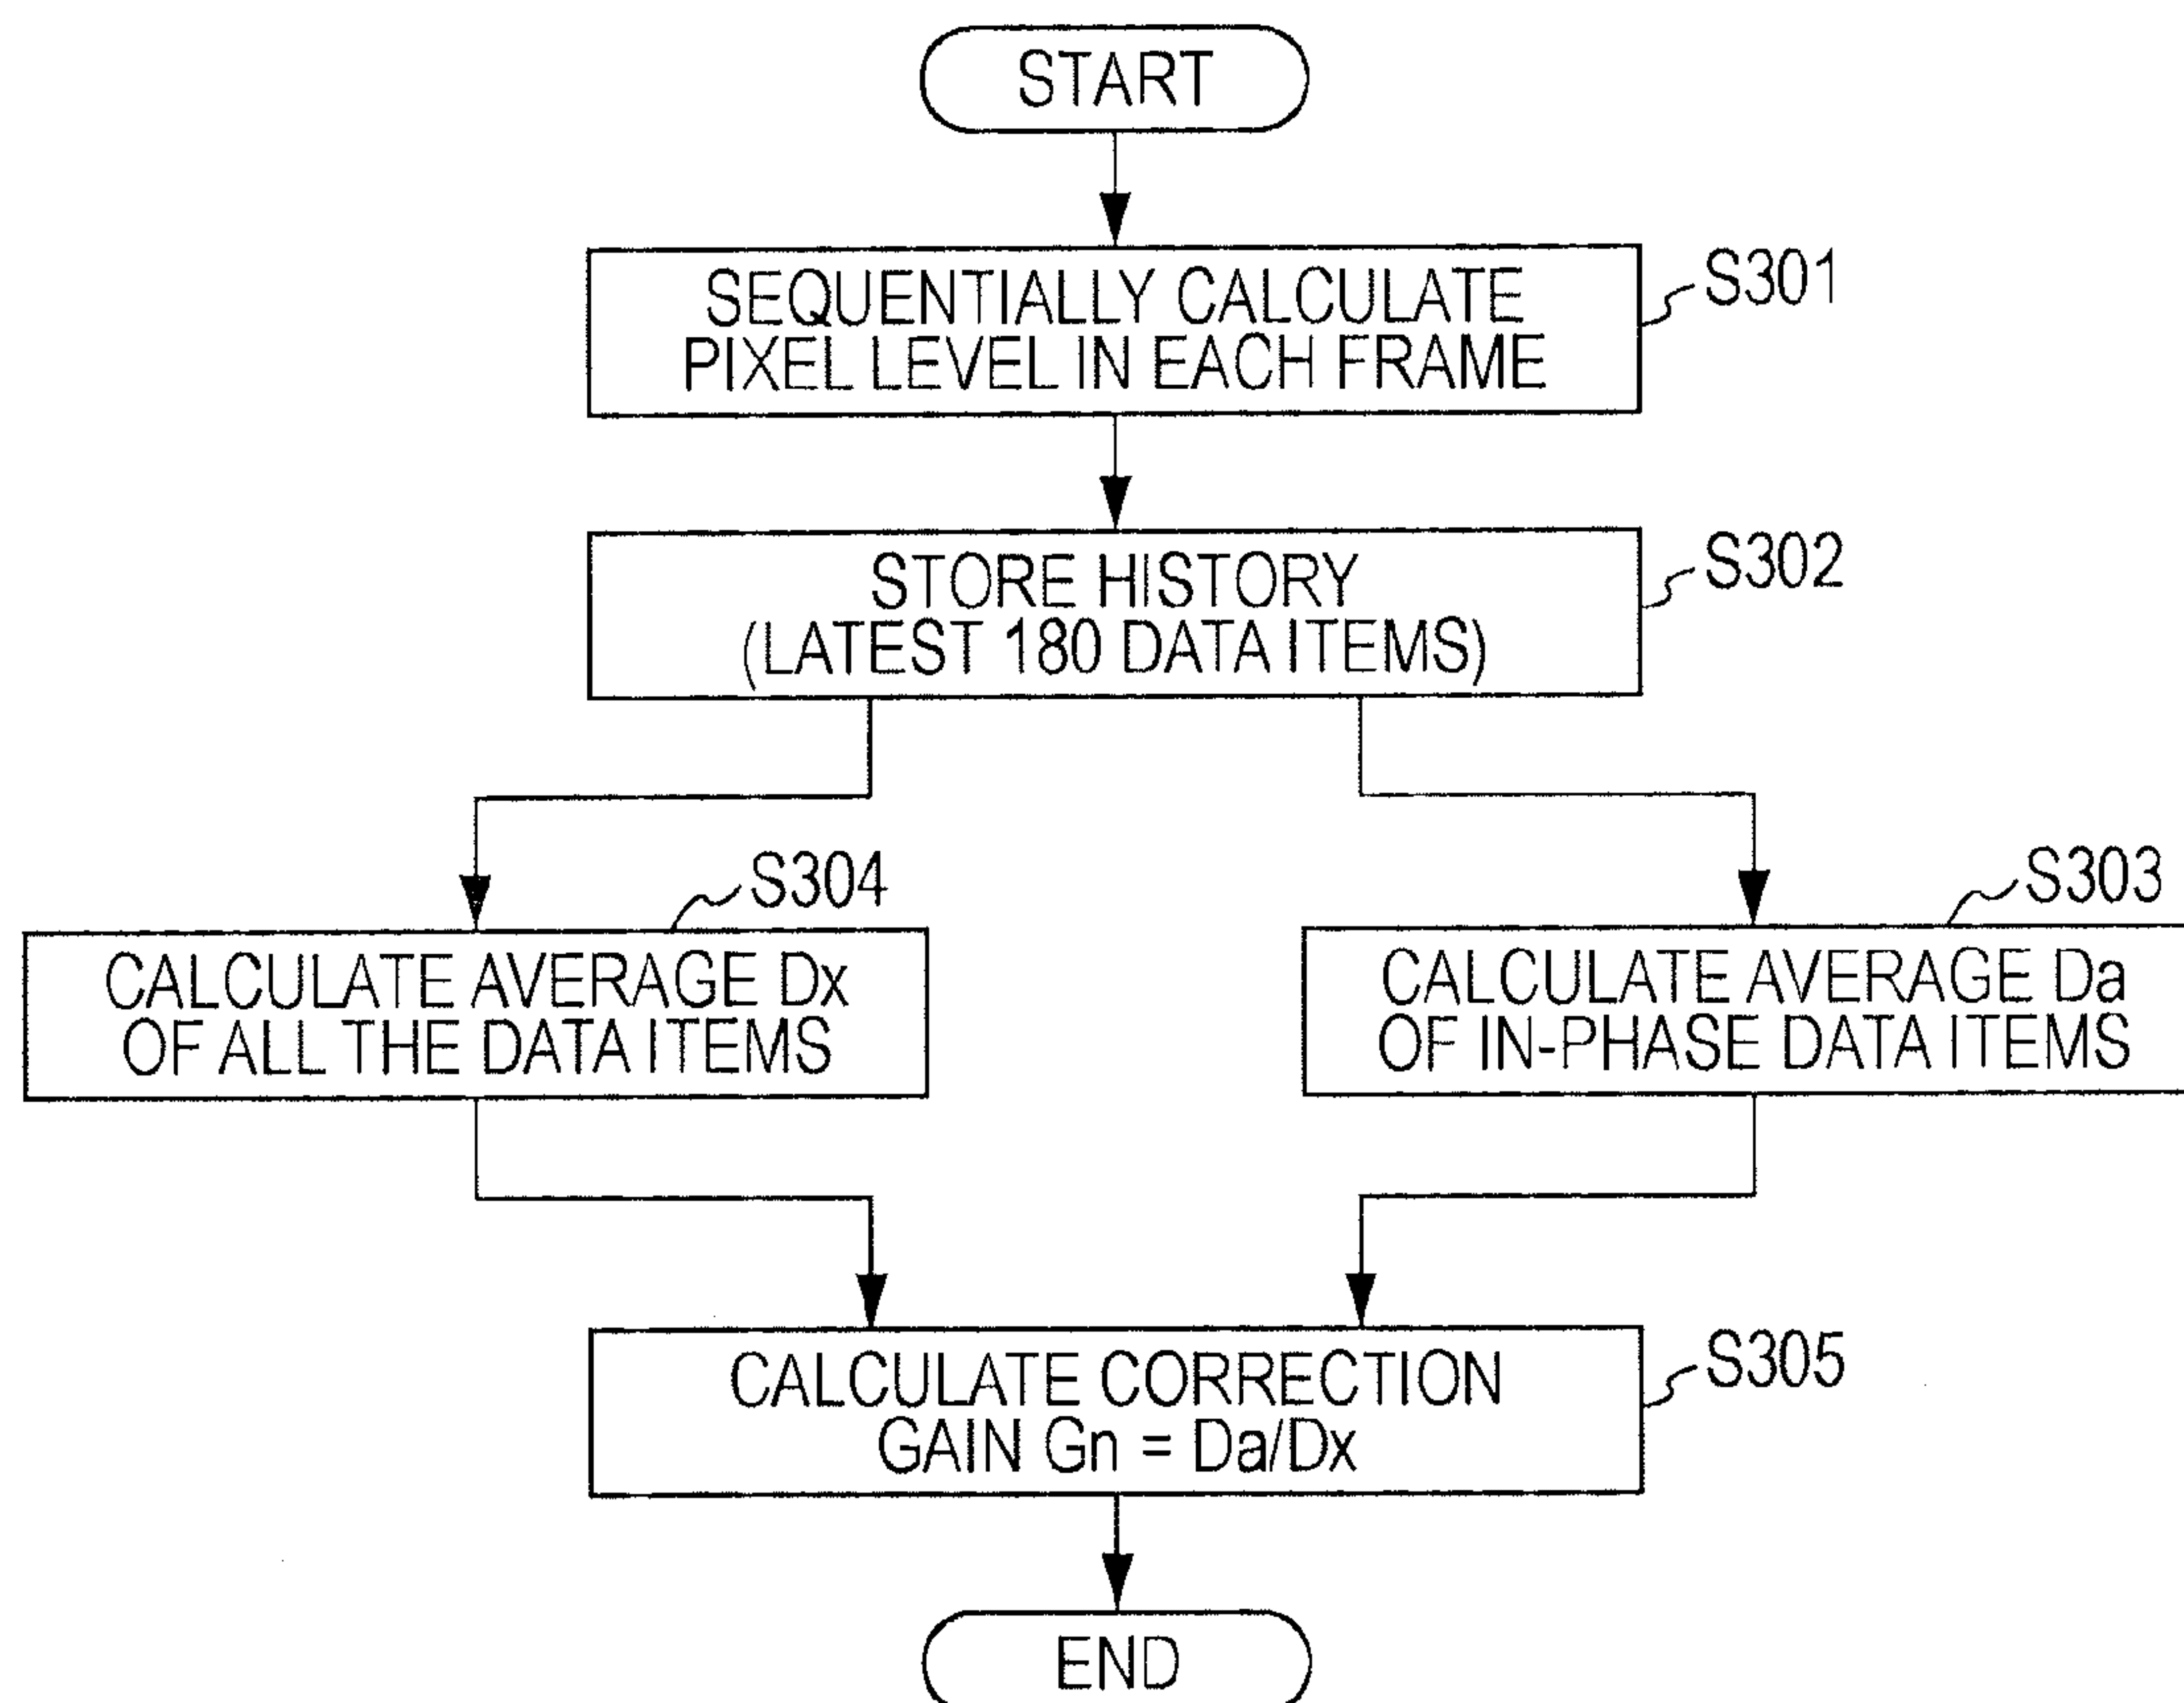 START
SEQUENTIALLY CALCULATE
PIXEL LEVEL IN EACH FRAME
S301
STORE HISTORY
(LATEST 180 DATA ITEMS)
S302
S304
CALCULATE AVERAGE Dx
OF ALL THE DATA ITEMS
S303
CALCULATE AVERAGE Da
OF IN-PHASE DATA ITEMS
CALCULATE CORRECTION
GAIN Gn = Da/Dx
S305
END